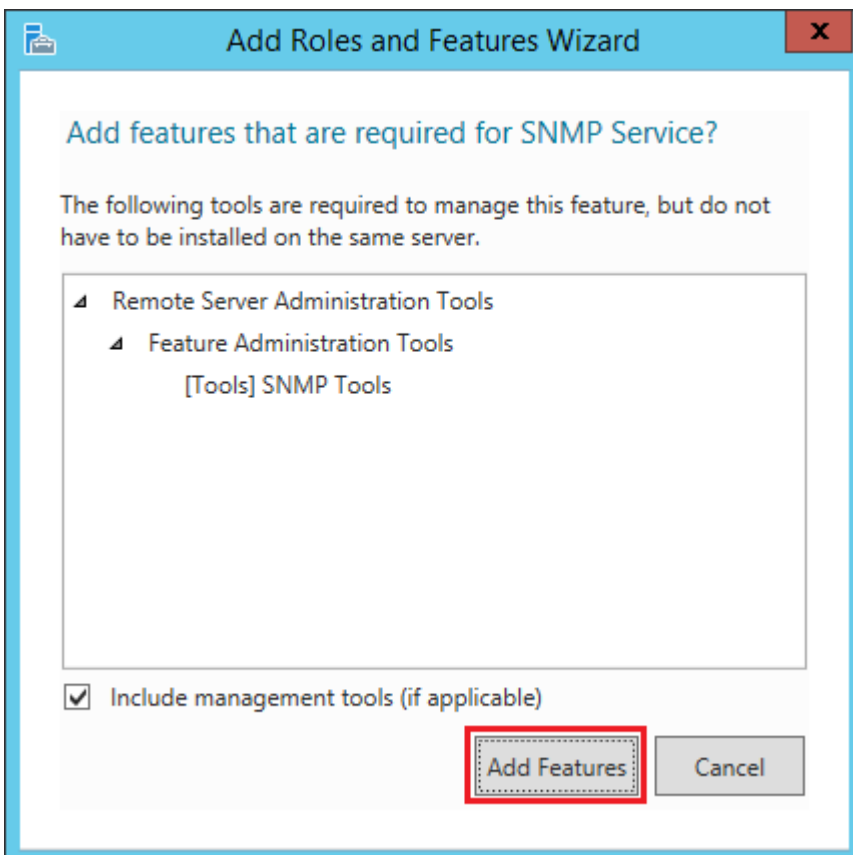 Add Roles and Features Wizard
x
Add features that are required for SNMP Service?
The following tools are required to manage this feature, but do not
have to be installed on the same server.
Remote Server Administration Tools
Feature Administration Tools
[Tools] SNMP Tools
Include management tools (if applicable)
Add Features Cancel